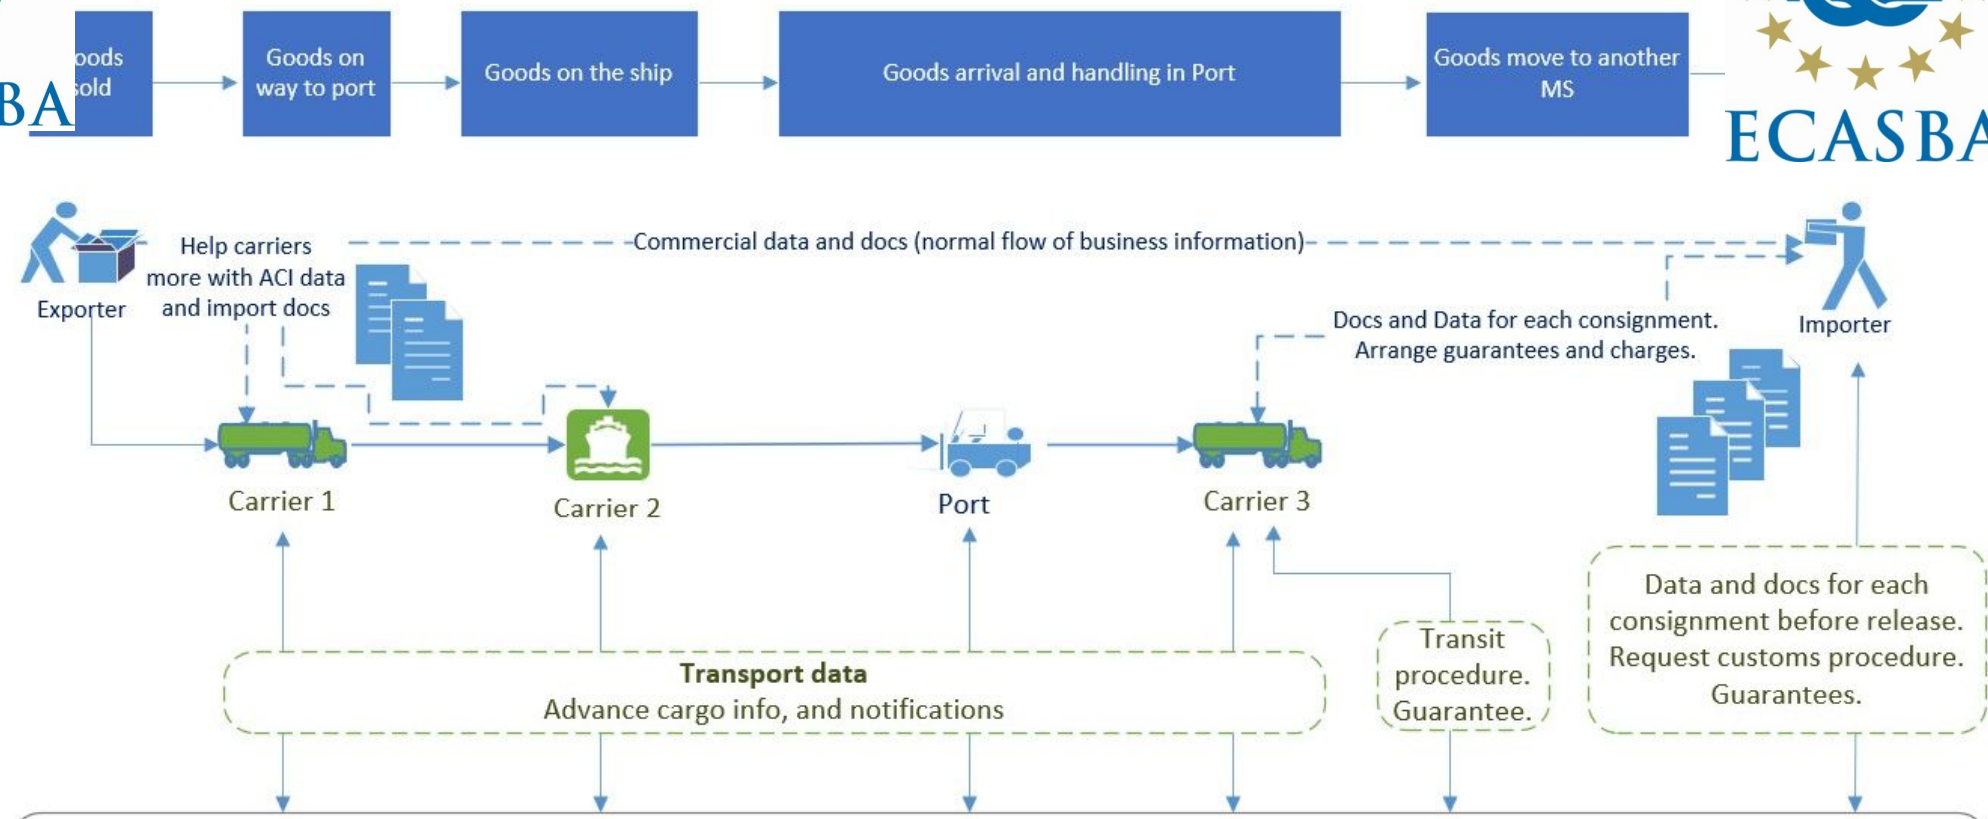 oods
sold
Goods on
way to port
Goods on the ship
Goods arrival and handling in Port
Goods move to another
MS
BA
ECASBA
Help carriers
more with ACI data
and import docs
Commercial data and docs (normal flow of business information)
Exporter
Docs and Data for each consignment.
Arrange guarantees and charges.
Importer
Carrier 1
Carrier 2
Port
Carrier 3
Transport data
Advance cargo info, and notifications
Transit
procedure.
Guarantee.
Data and docs for each
consignment before release.
Request customs procedure.
Guarantees.